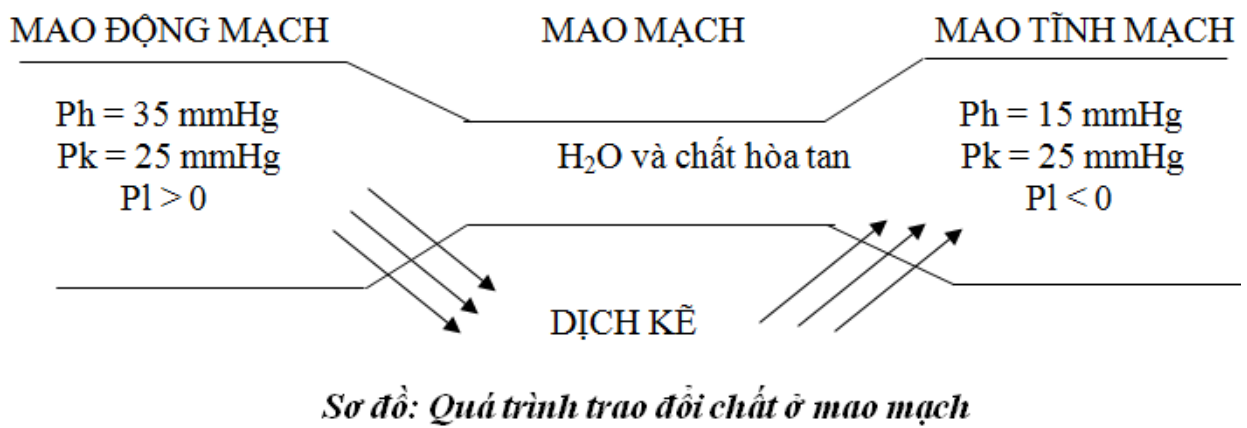 MAO ĐỘNG MẠCH
MAO MẠCH
MAO TĨNH MẠCH
Ph = 35 mmHg
Pk = 25 mmHg
Pl > 0
H₂O và chất hòa tan
Ph = 15 mmHg
Pk = 25 mmHg
Pl < 0
DỊCH KẼ
Sơ đồ: Quá trình trao đổi chất ở mao mạch